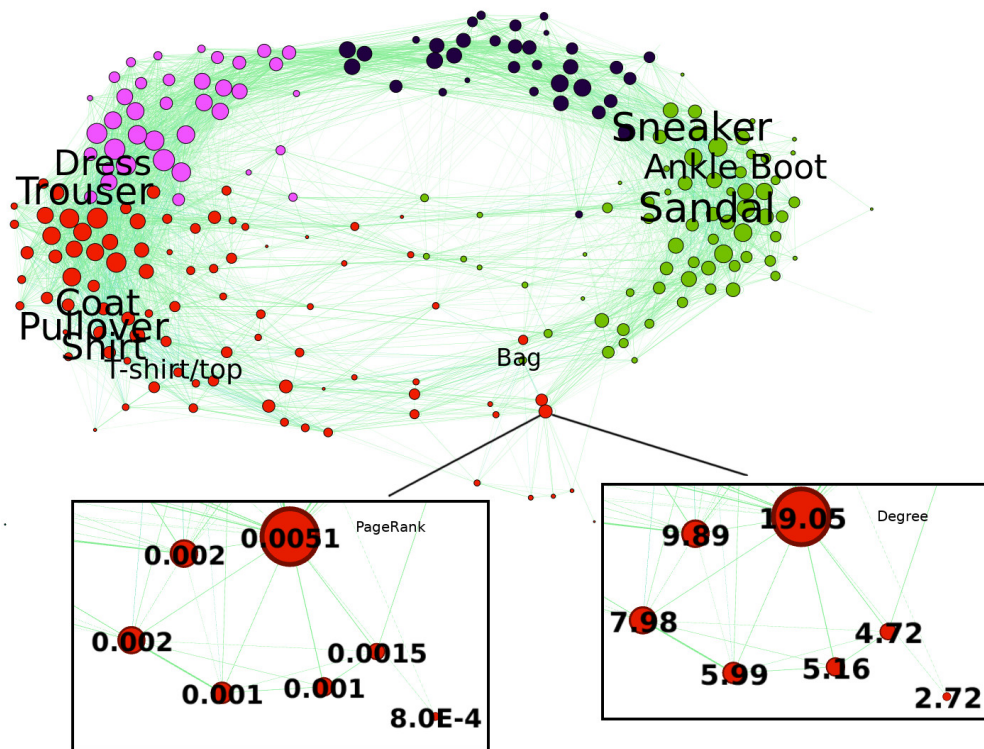 Sneaker
Dress
Ankle Boot
Trouser
Sandal
Coat
Pullover
Shirt
T-shirt/top
Bag
PageRank
0.0051
0.002
0.002
0.0015
0.001
0.001
8.0E-4
Degree
19.05
9.89
7.98
4.72
5.99
5.16
2.72